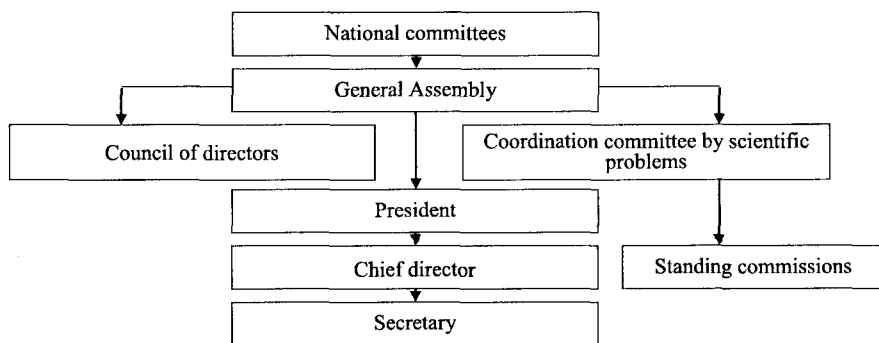 National committees
General Assembly
Council of directors
Coordination committee by scientific
problems
President
Chief director
Standing commissions
Secretary